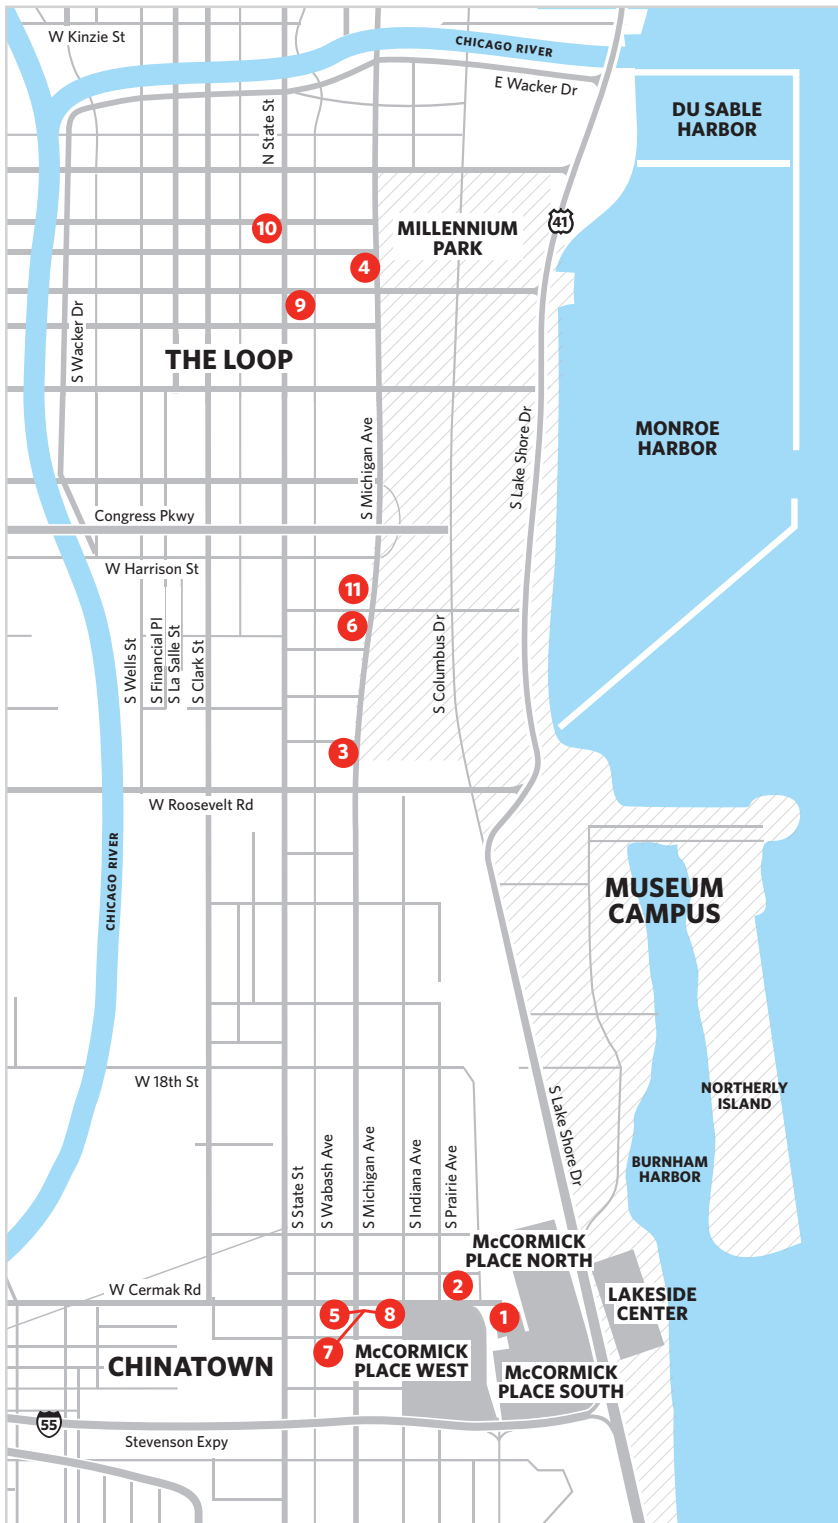 W Kinzie St
CHICAGO RIVER
E Wacker Dr
DU SABLE
HARBOR
N State St
41
10
MILLENNIUM
PARK
4
9
S Wacker Dr
THE LOOP
S Michigan Ave
S Lake Shore Dr
MONROE
HARBOR
Congress Pkwy
W Harrison St
11
6
S Wells St
S Financial Pl
S La Salle St
S Clark St
S Columbus Dr
3
W Roosevelt Rd
CHICAGO RIVER
MUSEUM
CAMPUS
W 18th St
S Lake Shore Dr
NORTHERLY
ISLAND
BURNHAM
HARBOR
S State St
S Wabash Ave
S Michigan Ave
S Indiana Ave
S Prairie Ave
McCORMICK
PLACE NORTH
2
W Cermak Rd
LAKESIDE
CENTER
5
8
1
7
McCORMICK
PLACE WEST
CHINATOWN
McCORMICK
PLACE SOUTH
55
Stevenson Expy